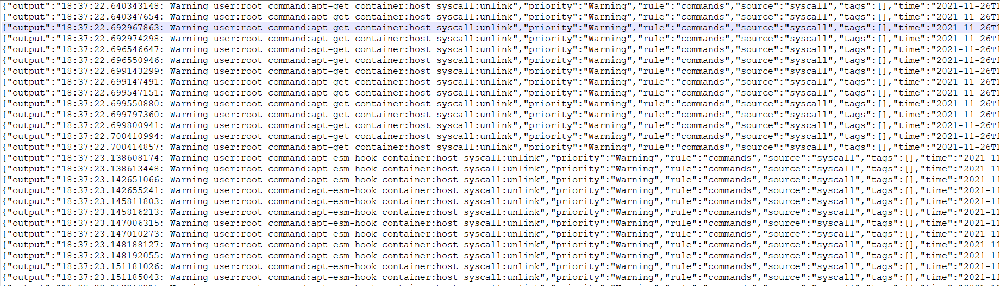 {"output":"18:37:22.640343148: Warning user:root command:apt-get container:host syscall:unlink","priority":"Warning","rule":"commands","source":"syscall","tags":[],"time":"2021-11-26T1
{"output":"18:37:22.640347654: Warning user:root command:apt-get container:host syscall:unlink","priority":"Warning","rule":"commands","source":"syscall","tags":[],"time":"2021-11-26T1
{"output":"18:37:22.692967863: Warning user:root command:apt-get container:host syscall:unlink","priority":"Warning","rule":"commands","source":"syscall","tags":[],"time":"2021-11-26T1
{"output":"18:37:22.692974298: Warning user:root command:apt-get container:host syscall:unlink","priority":"Warning","rule":"commands","source":"syscall","tags":[],"time":"2021-11-26T1
{"output":"18:37:22.696546647: Warning user:root command:apt-get container:host syscall:unlink","priority":"Warning","rule":"commands","source":"syscall","tags":[],"time":"2021-11-26T1
{"output":"18:37:22.696550946: Warning user:root command:apt-get container:host syscall:unlink","priority":"Warning","rule":"commands","source":"syscall","tags":[],"time":"2021-11-26T1
{"output":"18:37:22.699143299: Warning user:root command:apt-get container:host syscall:unlink","priority":"Warning","rule":"commands","source":"syscall","tags":[],"time":"2021-11-26T1
{"output":"18:37:22.699147491: Warning user:root command:apt-get container:host syscall:unlink","priority":"Warning","rule":"commands","source":"syscall","tags":[],"time":"2021-11-26T1
{"output":"18:37:22.699547151: Warning user:root command:apt-get container:host syscall:unlink","priority":"Warning","rule":"commands","source":"syscall","tags":[],"time":"2021-11-26T1
{"output":"18:37:22.699550880: Warning user:root command:apt-get container:host syscall:unlink","priority":"Warning","rule":"commands","source":"syscall","tags":[],"time":"2021-11-26T1
{"output":"18:37:22.699797360: Warning user:root command:apt-get container:host syscall:unlink","priority":"Warning","rule":"commands","source":"syscall","tags":[],"time":"2021-11-26T1
{"output":"18:37:22.699800941: Warning user:root command:apt-get container:host syscall:unlink","priority":"Warning","rule":"commands","source":"syscall","tags":[],"time":"2021-11-26T1
{"output":"18:37:22.700410994: Warning user:root command:apt-get container:host syscall:unlink","priority":"Warning","rule":"commands","source":"syscall","tags":[],"time":"2021-11-26T1
{"output":"18:37:22.700414857: Warning user:root command:apt-get container:host syscall:unlink","priority":"Warning","rule":"commands","source":"syscall","tags":[],"time":"2021-11-26T1
{"output":"18:37:23.138608174: Warning user:root command:apt-esm-hook container:host syscall:unlink","priority":"Warning","rule":"commands","source":"syscall","tags":[],"time":"2021-11
{"output":"18:37:23.138613448: Warning user:root command:apt-esm-hook container:host syscall:unlink","priority":"Warning","rule":"commands","source":"syscall","tags":[],"time":"2021-11
{"output":"18:37:23.142651066: Warning user:root command:apt-esm-hook container:host syscall:unlink","priority":"Warning","rule":"commands","source":"syscall","tags":[],"time":"2021-11
{"output":"18:37:23.142655241: Warning user:root command:apt-esm-hook container:host syscall:unlink","priority":"Warning","rule":"commands","source":"syscall","tags":[],"time":"2021-11
{"output":"18:37:23.145811803: Warning user:root command:apt-esm-hook container:host syscall:unlink","priority":"Warning","rule":"commands","source":"syscall","tags":[],"time":"2021-11
{"output":"18:37:23.145816213: Warning user:root command:apt-esm-hook container:host syscall:unlink","priority":"Warning","rule":"commands","source":"syscall","tags":[],"time":"2021-11
{"output":"18:37:23.147006315: Warning user:root command:apt-esm-hook container:host syscall:unlink","priority":"Warning","rule":"commands","source":"syscall","tags":[],"time":"2021-11
{"output":"18:37:23.147010273: Warning user:root command:apt-esm-hook container:host syscall:unlink","priority":"Warning","rule":"commands","source":"syscall","tags":[],"time":"2021-11
{"output":"18:37:23.148188127: Warning user:root command:apt-esm-hook container:host syscall:unlink","priority":"Warning","rule":"commands","source":"syscall","tags":[],"time":"2021-11
{"output":"18:37:23.148192055: Warning user:root command:apt-esm-hook container:host syscall:unlink","priority":"Warning","rule":"commands","source":"syscall","tags":[],"time":"2021-11
{"output":"18:37:23.151181026: Warning user:root command:apt-esm-hook container:host syscall:unlink","priority":"Warning","rule":"commands","source":"syscall","tags":[],"time":"2021-11
{"output":"18:37:23.151185043: Warning user:root command:apt-esm-hook container:host syscall:unlink","priority":"Warning","rule":"commands","source":"syscall","tags":[],"time":"2021-11